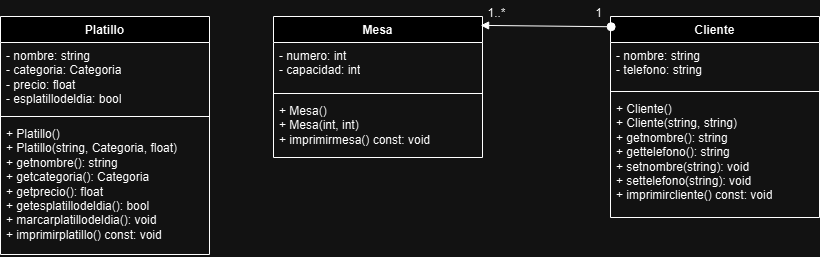 Platillo
- nombre: string
- categoria: Categoria
- precio: float
- esplatillodeldia: bool
+ Platillo()
+ Platillo(string, Categoria, float)
+ getnombre(): string
+ getcategoria(): Categoria
+ getprecio(): float
+ getesplatillodeldia(): bool
+ marcarplatillodeldia(): void
+ imprimirplatillo() const: void
Mesa
- numero: int
- capacidad: int
+ Mesa()
+ Mesa(int, int)
+ imprimirmesa() const: void
1..*
1
Cliente
- nombre: string
- telefono: string
+ Cliente()
+ Cliente(string, string)
+ getnombre(): string
+ gettelefono(): string
+ setnombre(string): void
+ settelefono(string): void
+ imprimircliente() const: void